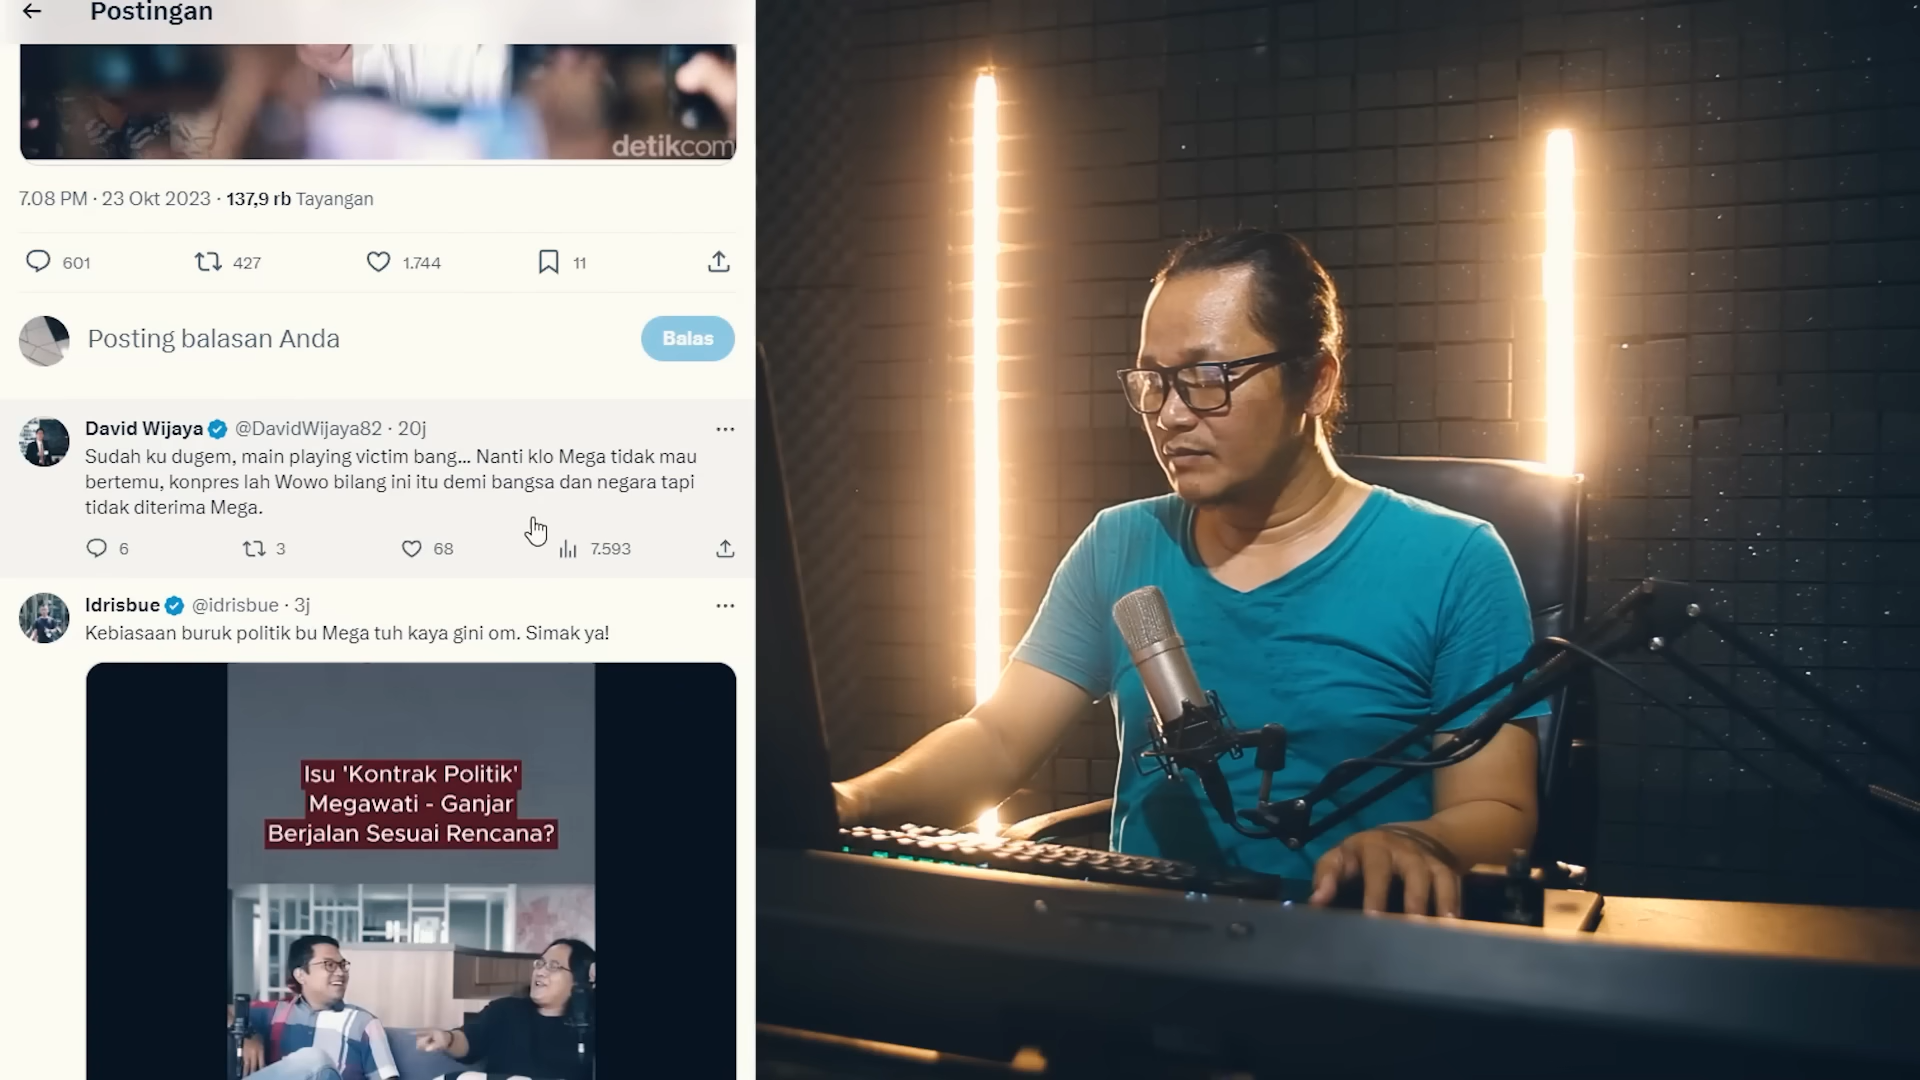 Postingan
detikcom
7.08 PM · 23 Okt 2023 · 137,9 rb Tayangan
601 427 1.744 11
Posting balasan Anda
Balas
David Wijaya @DavidWijaya82 · 20j
Sudah ku dugem, main playing victim bang... Nanti klo Mega tidak mau
bertemu, konpres lah Wowo bilang ini itu demi bangsa dan negara tapi
tidak diterima Mega.
6 3 68 7.593
Idrisbue @idrisbue · 3j
Kebiasaan buruk politik bu Mega tuh kaya gini om. Simak ya!
Isu 'Kontrak Politik'
Megawati - Ganjar
Berjalan Sesuai Rencana?